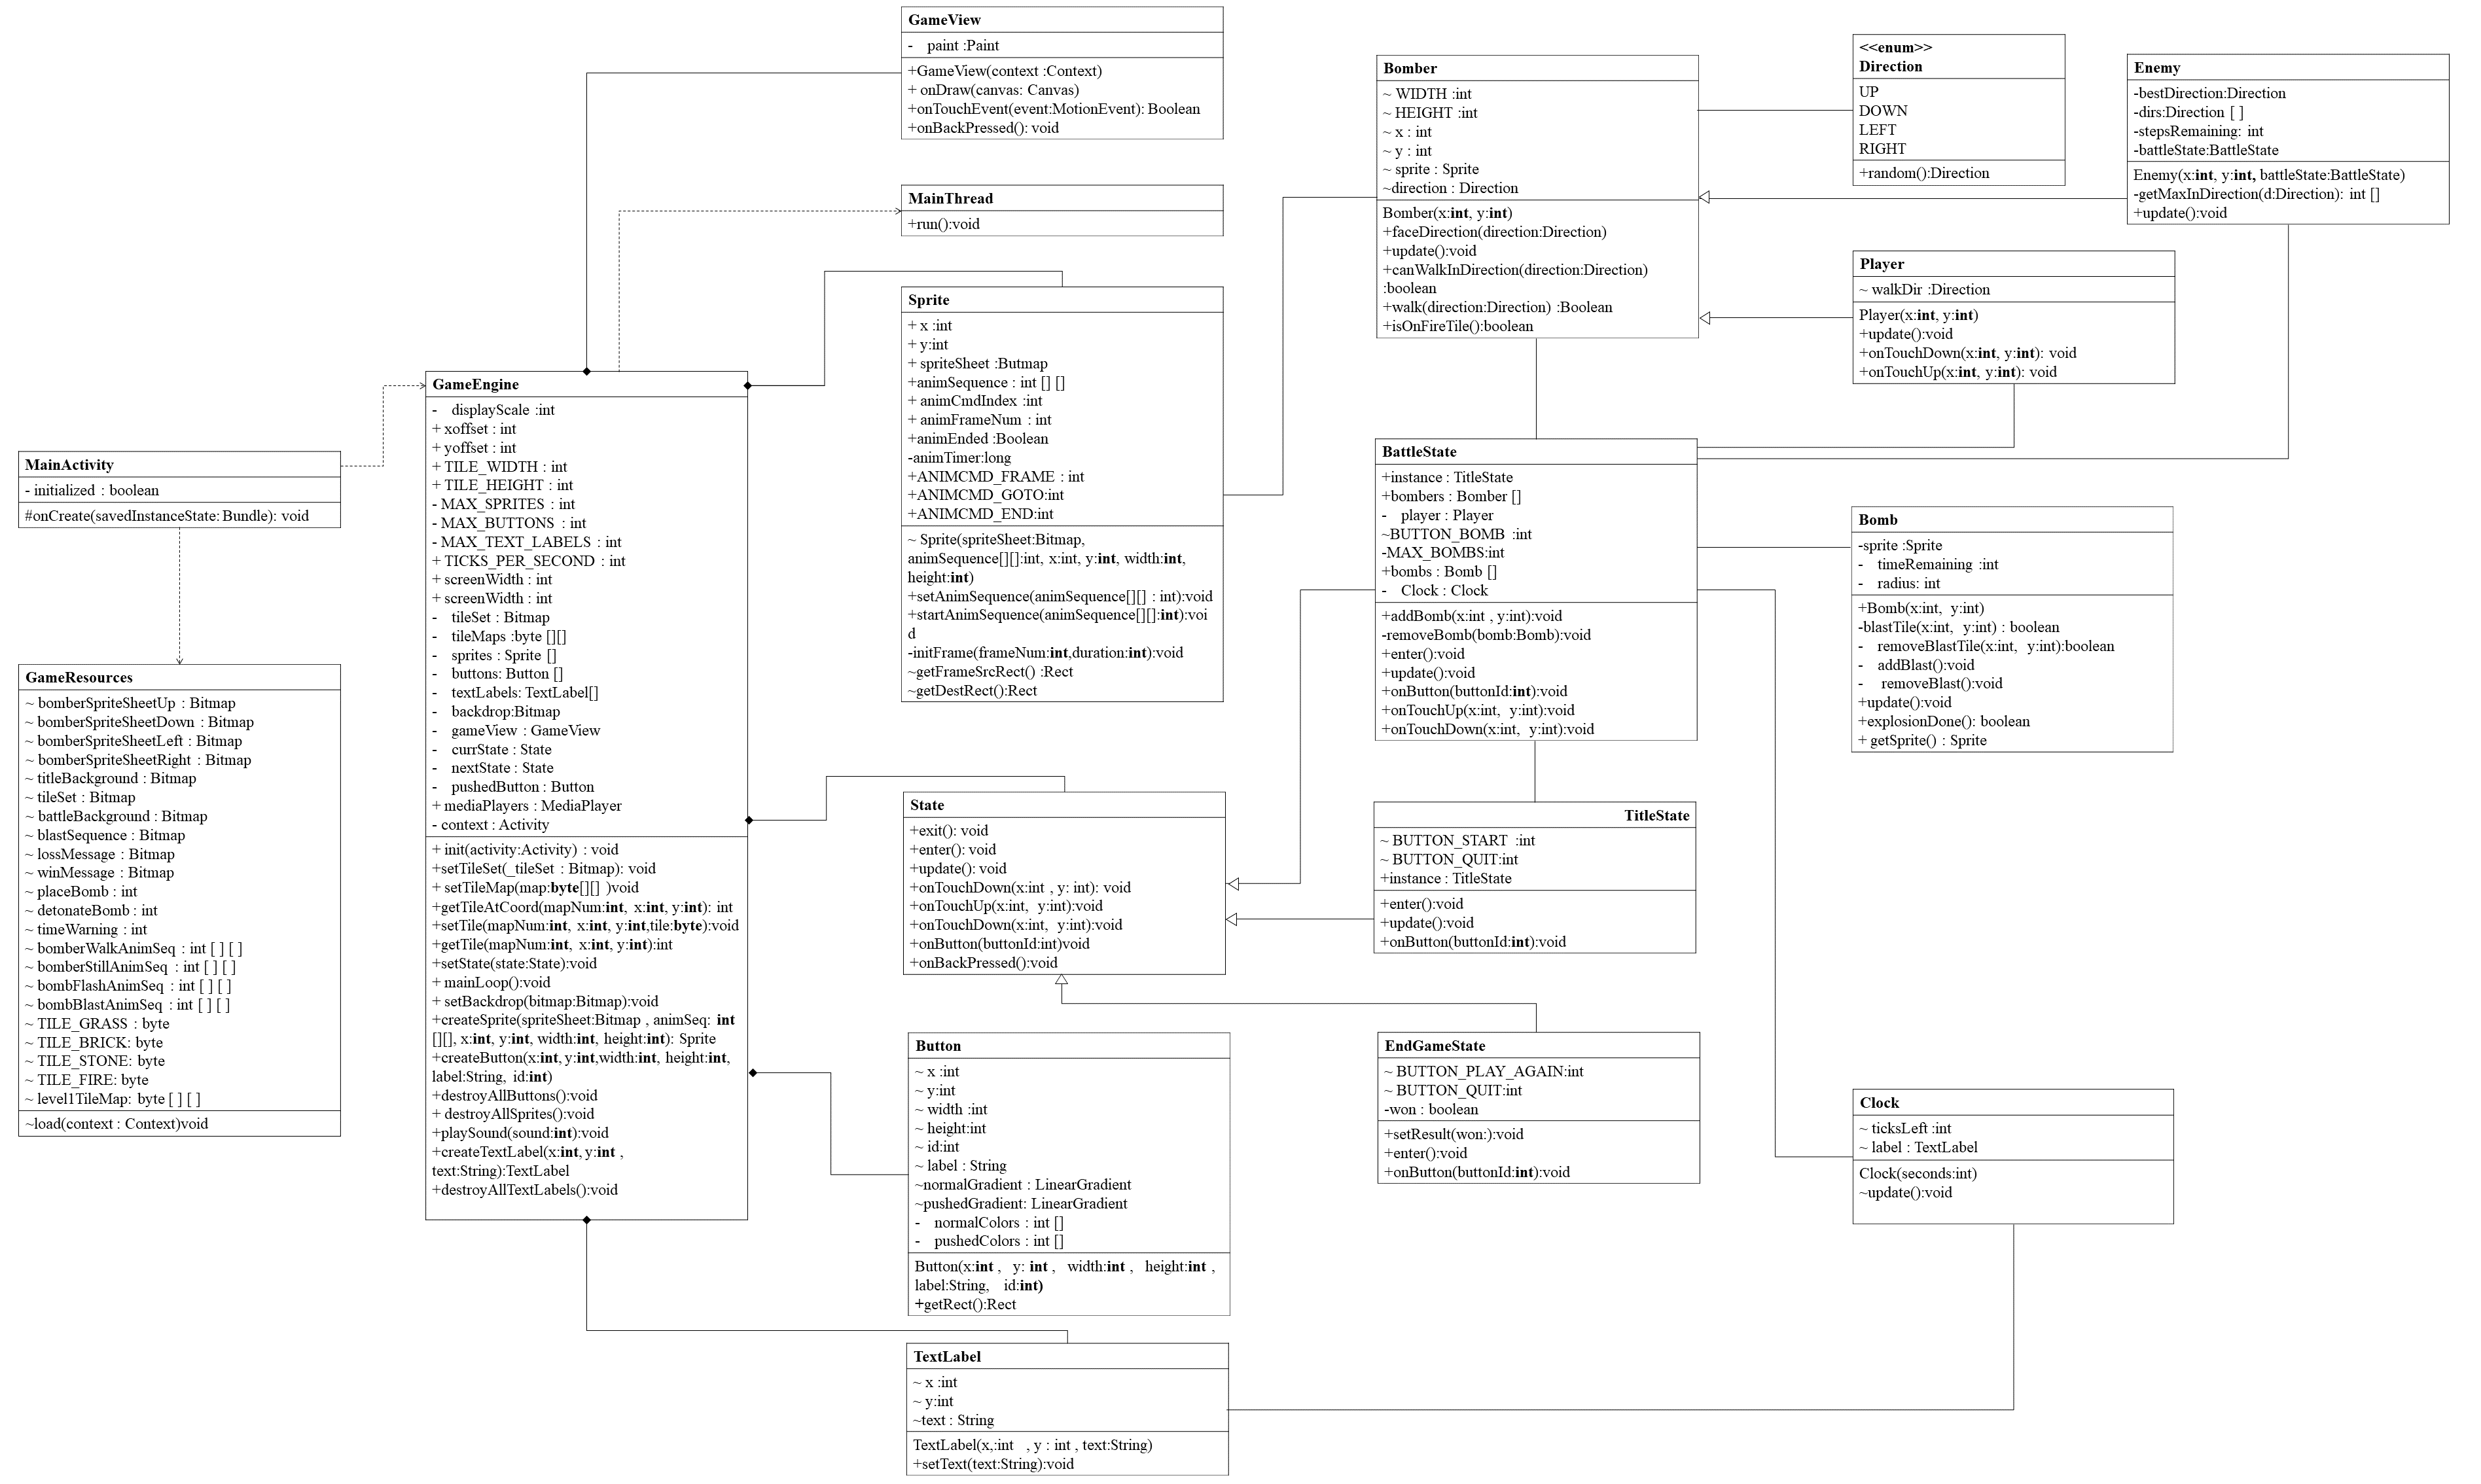 GameView
-    paint :Paint
+GameView(context :Context)
+ onDraw(canvas: Canvas)
+onTouchEvent(event:MotionEvent): Boolean
+onBackPressed(): void
MainThread
+run():void
Sprite
+ x :int
+ y:int
+ spriteSheet :Butmap
+animSequence : int [] []
+ animCmdIndex :int
+ animFrameNum : int
+animEnded :Boolean
-animTimer:long
+ANIMCMD_FRAME : int
+ANIMCMD_GOTO:int
+ANIMCMD_END:int
~ Sprite(spriteSheet:Bitmap,
animSequence[][]:int, x:int, y:int, width:int,
height:int)
+setAnimSequence(animSequence[][] : int):void
+startAnimSequence(animSequence[][]:int):voi
d
-initFrame(frameNum:int,duration:int):void
~getFrameSrcRect() :Rect
~getDestRect():Rect
MainActivity
- initialized : boolean
#onCreate(savedInstanceState: Bundle): void
GameResources
~ bomberSpriteSheetUp : Bitmap
~ bomberSpriteSheetDown : Bitmap
~ bomberSpriteSheetLeft : Bitmap
~ bomberSpriteSheetRight : Bitmap
~ titleBackground : Bitmap
~ tileSet : Bitmap
~ battleBackground : Bitmap
~ blastSequence : Bitmap
~ lossMessage : Bitmap
~ winMessage : Bitmap
~ placeBomb : int
~ detonateBomb : int
~ timeWarning : int
~ bomberWalkAnimSeq : int [ ] [ ]
~ bomberStillAnimSeq : int [ ] [ ]
~ bombFlashAnimSeq : int [ ] [ ]
~ bombBlastAnimSeq : int [ ] [ ]
~ TILE_GRASS : byte
~ TILE_BRICK: byte
~ TILE_STONE: byte
~ TILE_FIRE: byte
~ level1TileMap: byte [ ] [ ]
~load(context : Context)void
GameEngine
-    displayScale :int
+ xoffset : int
+ yoffset : int
+ TILE_WIDTH : int
+ TILE_HEIGHT : int
- MAX_SPRITES : int
- MAX_BUTTONS : int
- MAX_TEXT_LABELS : int
+ TICKS_PER_SECOND : int
+ screenWidth : int
+ screenWidth : int
-    tileSet : Bitmap
-    tileMaps :byte [][]
-    sprites : Sprite []
-    buttons: Button []
-    textLabels: TextLabel[]
-    backdrop:Bitmap
-    gameView : GameView
-    currState : State
-    nextState : State
-    pushedButton : Button
+ mediaPlayers : MediaPlayer
- context : Activity
+ init(activity:Activity) : void
+setTileSet(_tileSet : Bitmap): void
+ setTileMap(map:byte[][] )void
+getTileAtCoord(mapNum:int, x:int, y:int): int
+setTile(mapNum:int, x:int, y:int,tile:byte):void
+getTile(mapNum:int, x:int, y:int):int
+setState(state:State):void
+ mainLoop():void
+ setBackdrop(bitmap:Bitmap):void
+createSprite(spriteSheet:Bitmap , animSeq: int
[][], x:int, y:int, width:int, height:int): Sprite
+createButton(x:int, y:int,width:int, height:int,
label:String, id:int)
+destroyAllButtons():void
+ destroyAllSprites():void
+playSound(sound:int):void
+createTextLabel(x:int, y:int ,
text:String):TextLabel
+destroyAllTextLabels():void
State
+exit(): void
+enter(): void
+update(): void
+onTouchDown(x:int , y: int): void
+onTouchUp(x:int, y:int):void
+onTouchDown(x:int, y:int):void
+onButton(buttonId:int)void
+onBackPressed():void
Button
~ x :int
~ y:int
~ width :int
~ height:int
~ id:int
~ label : String
~normalGradient : LinearGradient
~pushedGradient: LinearGradient
-    normalColors : int []
-    pushedColors : int []
Button(x:int , y: int , width:int , height:int ,
label:String, id:int)
+getRect():Rect
TextLabel
~ x :int
~ y:int
~text : String
TextLabel(x,:int , y : int , text:String)
+setText(text:String):void
Bomber
~ WIDTH :int
~ HEIGHT :int
~ x : int
~ y : int
~ sprite : Sprite
~direction : Direction
Bomber(x:int, y:int)
+faceDirection(direction:Direction)
+update():void
+canWalkInDirection(direction:Direction)
:boolean
+walk(direction:Direction) :Boolean
+isOnFireTile():boolean
<<enum>>
Direction
UP
DOWN
LEFT
RIGHT
+random():Direction
Enemy
-bestDirection:Direction
-dirs:Direction [ ]
-stepsRemaining: int
-battleState:BattleState
Enemy(x:int, y:int, battleState:BattleState)
-getMaxInDirection(d:Direction): int []
+update():void
Player
~ walkDir :Direction
Player(x:int, y:int)
+update():void
+onTouchDown(x:int, y:int): void
+onTouchUp(x:int, y:int): void
BattleState
+instance : TitleState
+bombers : Bomber []
-    player : Player
~BUTTON_BOMB :int
-MAX_BOMBS:int
+bombs : Bomb []
-    Clock : Clock
+addBomb(x:int , y:int):void
-removeBomb(bomb:Bomb):void
+enter():void
+update():void
+onButton(buttonId:int):void
+onTouchUp(x:int, y:int):void
+onTouchDown(x:int, y:int):void
Bomb
-sprite :Sprite
-    timeRemaining :int
-    radius: int
+Bomb(x:int, y:int)
-blastTile(x:int, y:int) : boolean
-    removeBlastTile(x:int, y:int):boolean
-    addBlast():void
-     removeBlast():void
+update():void
+explosionDone(): boolean
+ getSprite() : Sprite
TitleState
~ BUTTON_START :int
~ BUTTON_QUIT:int
+instance : TitleState
+enter():void
+update():void
+onButton(buttonId:int):void
EndGameState
~ BUTTON_PLAY_AGAIN:int
~ BUTTON_QUIT:int
-won : boolean
+setResult(won:):void
+enter():void
+onButton(buttonId:int):void
Clock
~ ticksLeft :int
~ label : TextLabel
Clock(seconds:int)
~update():void